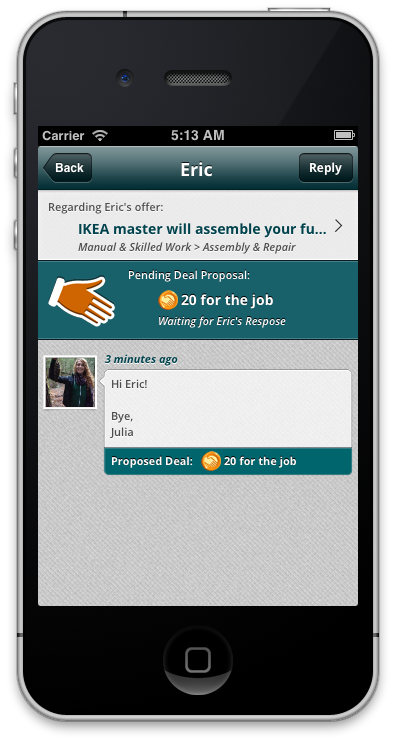 Carrier 5:13 AM
Back Eric Reply
Regarding Eric's offer:
IKEA master will assemble your fu...
Manual & Skilled Work > Assembly & Repair
Pending Deal Proposal:
20 for the job
Waiting for Eric's Respose
3 minutes ago
Hi Eric!
Bye,
Julia
Proposed Deal: 20 for the job